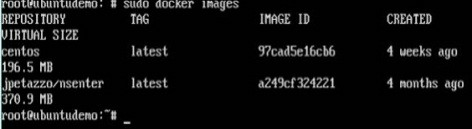 root@ubuntudemo:~# sudo docker images
REPOSITORY TAG IMAGE ID CREATED
VIRTUAL SIZE
centos latest 97cad5e16cb6 4 weeks ago
196.5 MB
jpetazzo/nsenter latest a249cf324221 4 months ago
370.9 MB
root@ubuntudemo:~# _